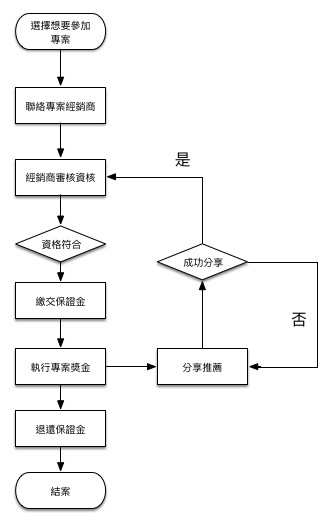 選擇想要參加
專案
聯絡專案經銷商
是
經銷商審核資核
資格符合
成功分享
繳交保證金
否
執行專案獎金
分享推薦
退還保證金
結案